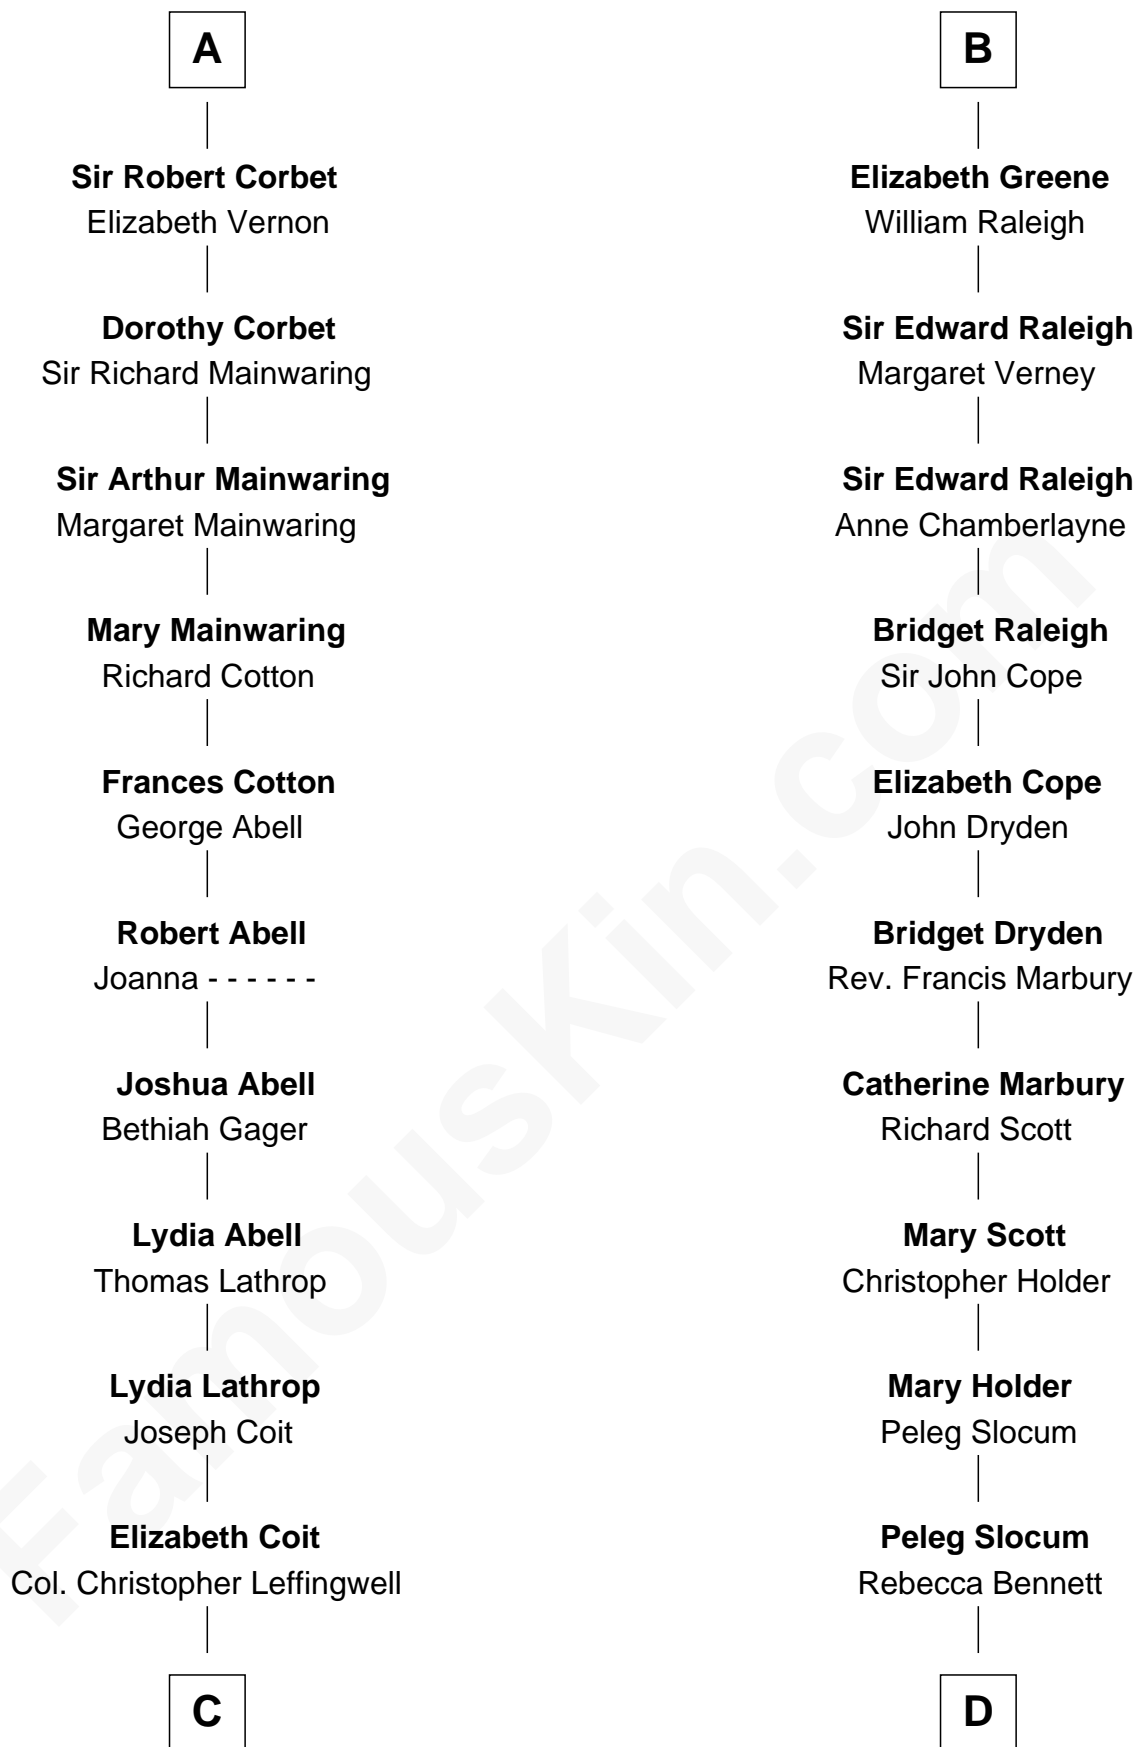 A
Sir Robert Corbet
Elizabeth Vernon
Dorothy Corbet
Sir Richard Mainwaring
Sir Arthur Mainwaring
Margaret Mainwaring
Mary Mainwaring
Richard Cotton
Frances Cotton
George Abell
Robert Abell
Joanna - - - - - -
Joshua Abell
Bethiah Gager
Lydia Abell
Thomas Lathrop
Lydia Lathrop
Joseph Coit
Elizabeth Coit
Col. Christopher Leffingwell
C
B
Elizabeth Greene
William Raleigh
Sir Edward Raleigh
Margaret Verney
Sir Edward Raleigh
Anne Chamberlayne
Bridget Raleigh
Sir John Cope
Elizabeth Cope
John Dryden
Bridget Dryden
Rev. Francis Marbury
Catherine Marbury
Richard Scott
Mary Scott
Christopher Holder
Mary Holder
Peleg Slocum
Peleg Slocum
Rebecca Bennett
D
FamousKin.com